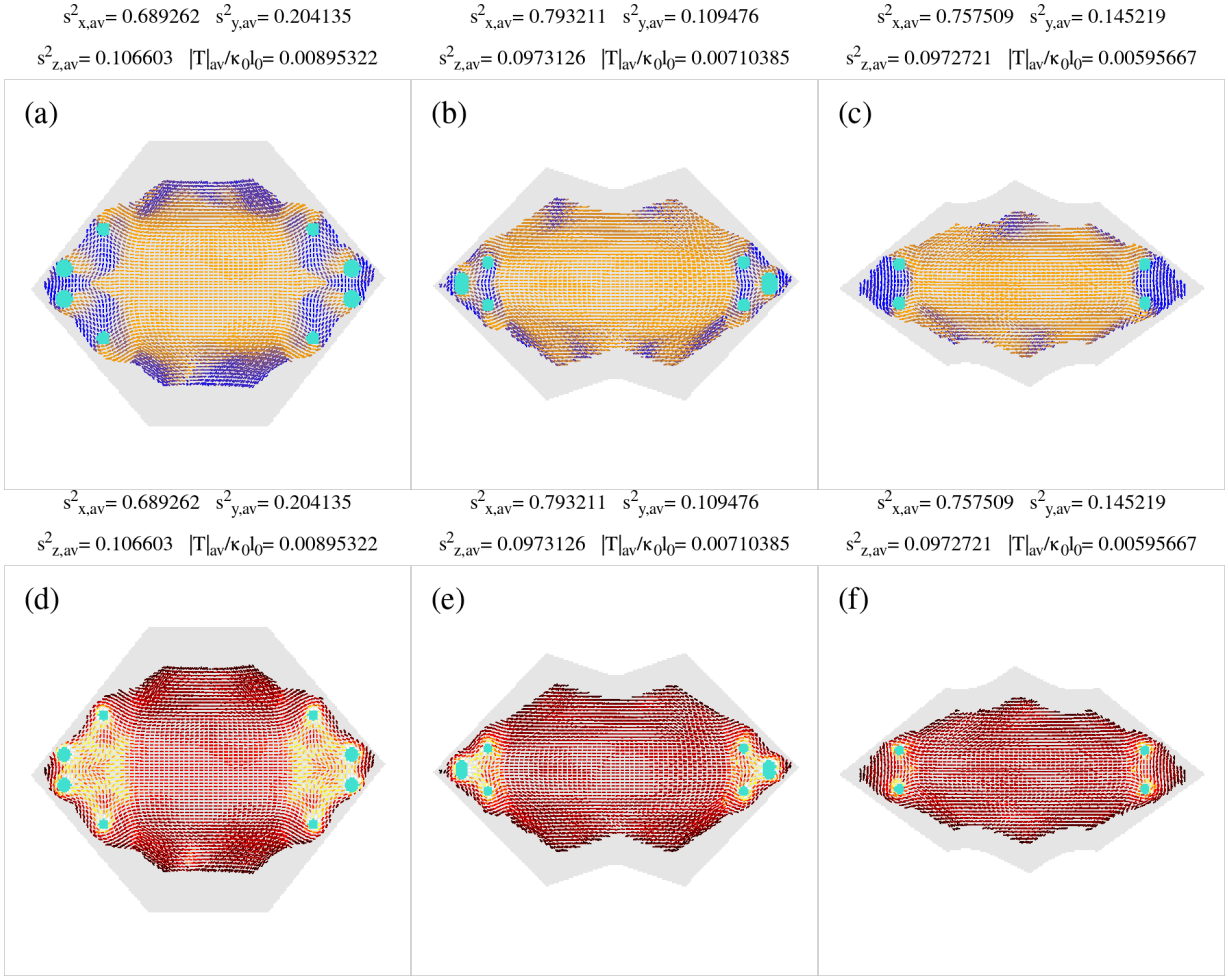 s²x,av= 0.689262 s²y,av= 0.204135
s²z,av= 0.106603 |T|av/κ0l0= 0.00895322
s²x,av= 0.793211 s²y,av= 0.109476
s²z,av= 0.0973126 |T|av/κ0l0= 0.00710385
s²x,av= 0.757509 s²y,av= 0.145219
s²z,av= 0.0972721 |T|av/κ0l0= 0.00595667
(a)
(b)
(c)
s²x,av= 0.689262 s²y,av= 0.204135
s²z,av= 0.106603 |T|av/κ0l0= 0.00895322
s²x,av= 0.793211 s²y,av= 0.109476
s²z,av= 0.0973126 |T|av/κ0l0= 0.00710385
s²x,av= 0.757509 s²y,av= 0.145219
s²z,av= 0.0972721 |T|av/κ0l0= 0.00595667
(d)
(e)
(f)